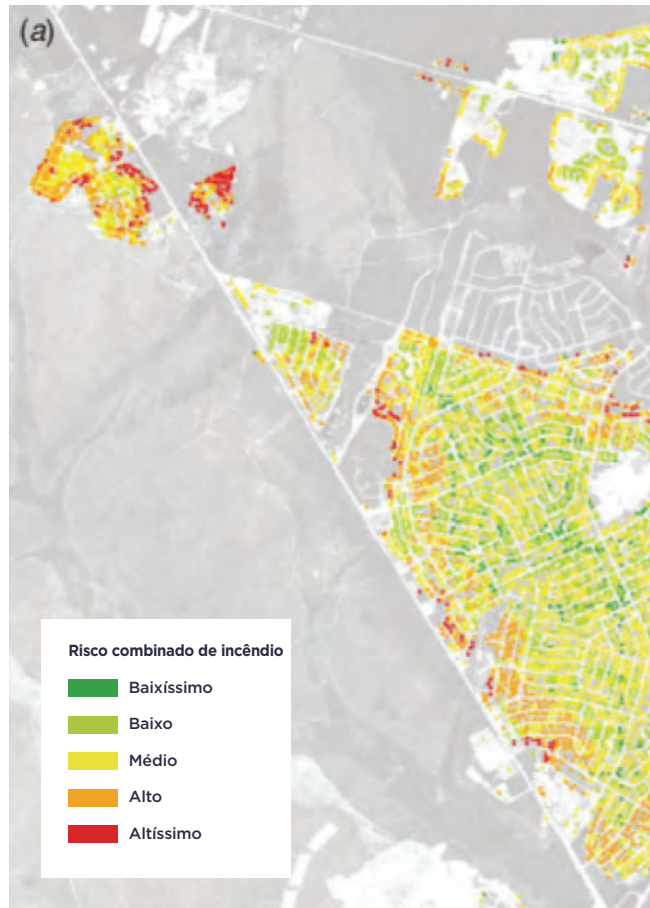 (a)
Risco combinado de incêndio
Baixíssimo
Baixo
Médio
Alto
Altíssimo